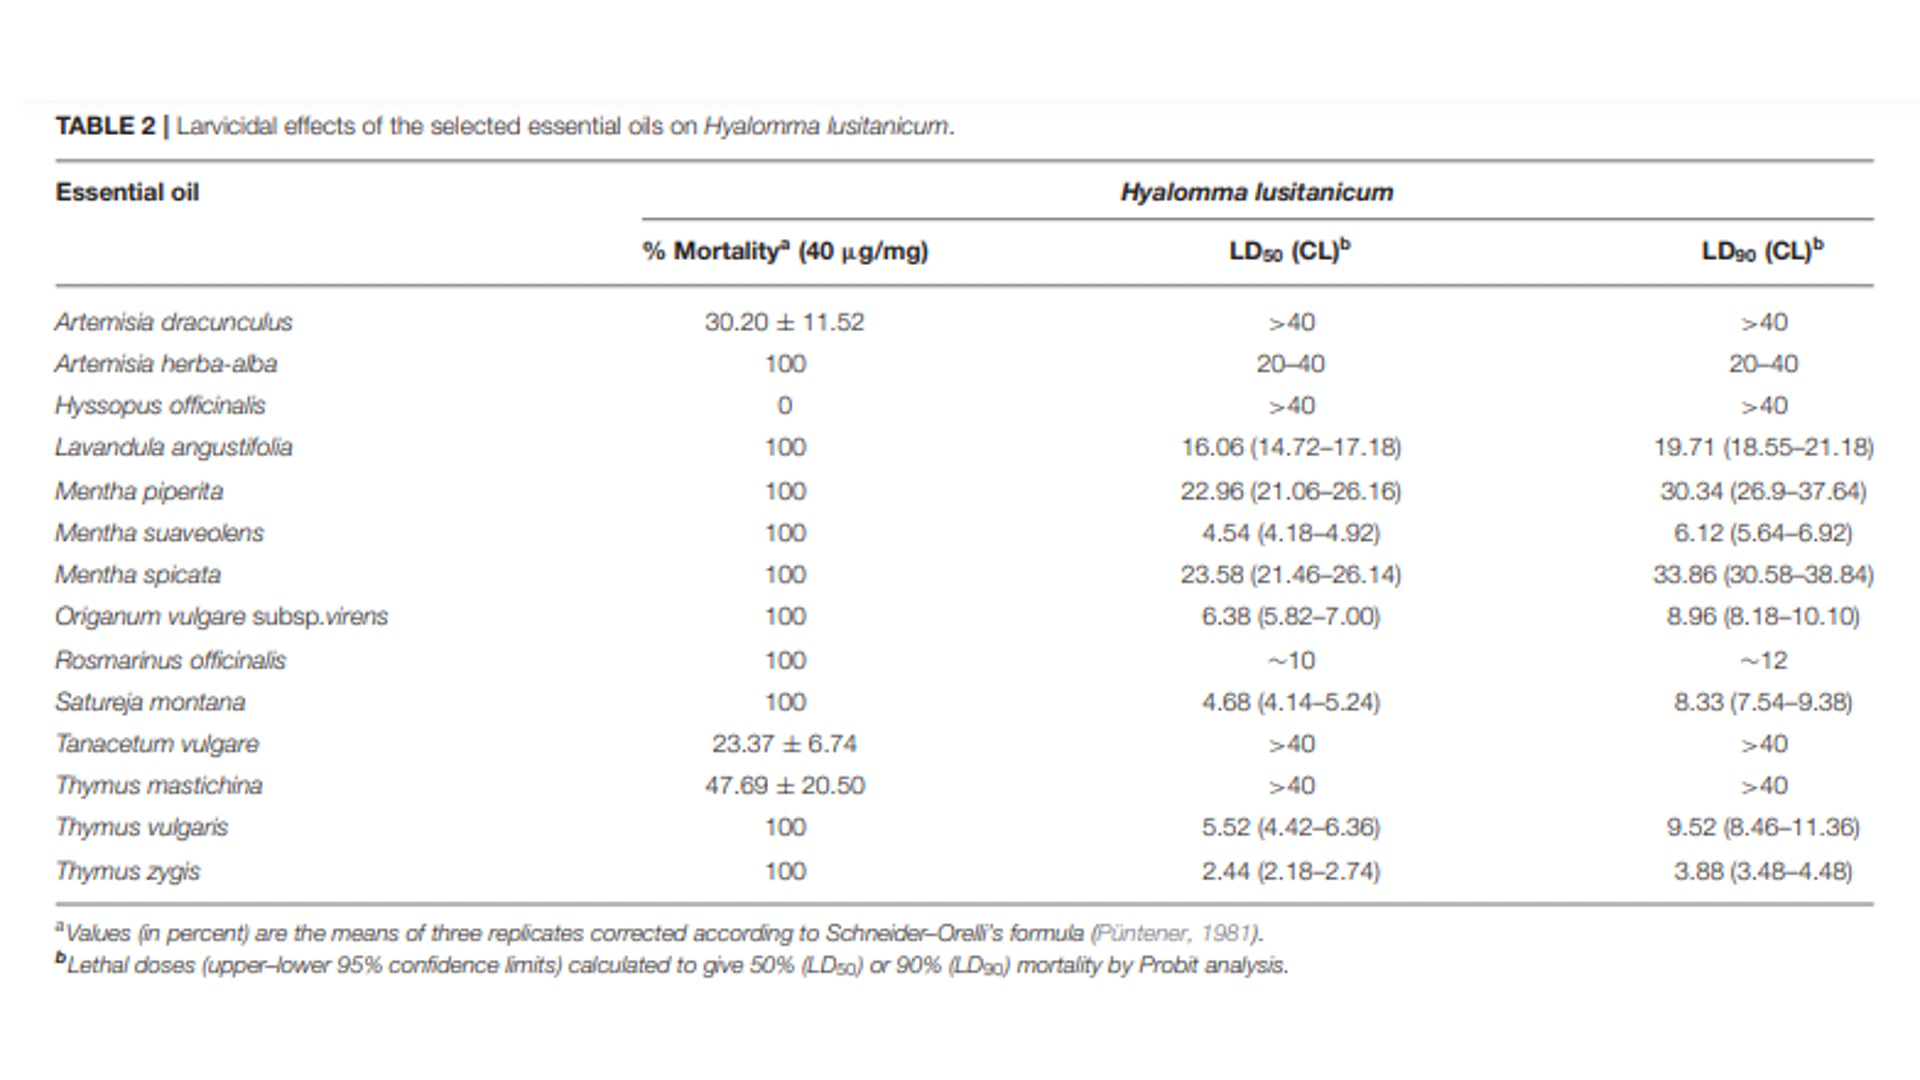 TABLE 2 | Larvicidal effects of the selected essential oils on Hyalomma lusitanicum.
Essential oil Hyalomma lusitanicum
% Mortalityᵃ (40 μg/mg) LD₅₀ (CL)ᵇ LD₉₀ (CL)ᵇ
Artemisia dracunculus 30.20 ± 11.52 >40 >40
Artemisia herba-alba 100 20–40 20–40
Hyssopus officinalis 0 >40 >40
Lavandula angustifolia 100 16.06 (14.72–17.18) 19.71 (18.55–21.18)
Mentha piperita 100 22.96 (21.06–26.16) 30.34 (26.9–37.64)
Mentha suaveolens 100 4.54 (4.18–4.92) 6.12 (5.64–6.92)
Mentha spicata 100 23.58 (21.46–26.14) 33.86 (30.58–38.84)
Origanum vulgare subsp.virens 100 6.38 (5.82–7.00) 8.96 (8.18–10.10)
Rosmarinus officinalis 100 ~10 ~12
Satureja montana 100 4.68 (4.14–5.24) 8.33 (7.54–9.38)
Tanacetum vulgare 23.37 ± 6.74 >40 >40
Thymus mastichina 47.69 ± 20.50 >40 >40
Thymus vulgaris 100 5.52 (4.42–6.36) 9.52 (8.46–11.36)
Thymus zygis 100 2.44 (2.18–2.74) 3.88 (3.48–4.48)
ᵃValues (in percent) are the means of three replicates corrected according to Schneider–Orelli's formula (Püntener, 1981).
ᵇLethal doses (upper–lower 95% confidence limits) calculated to give 50% (LD₅₀) or 90% (LD₉₀) mortality by Probit analysis.